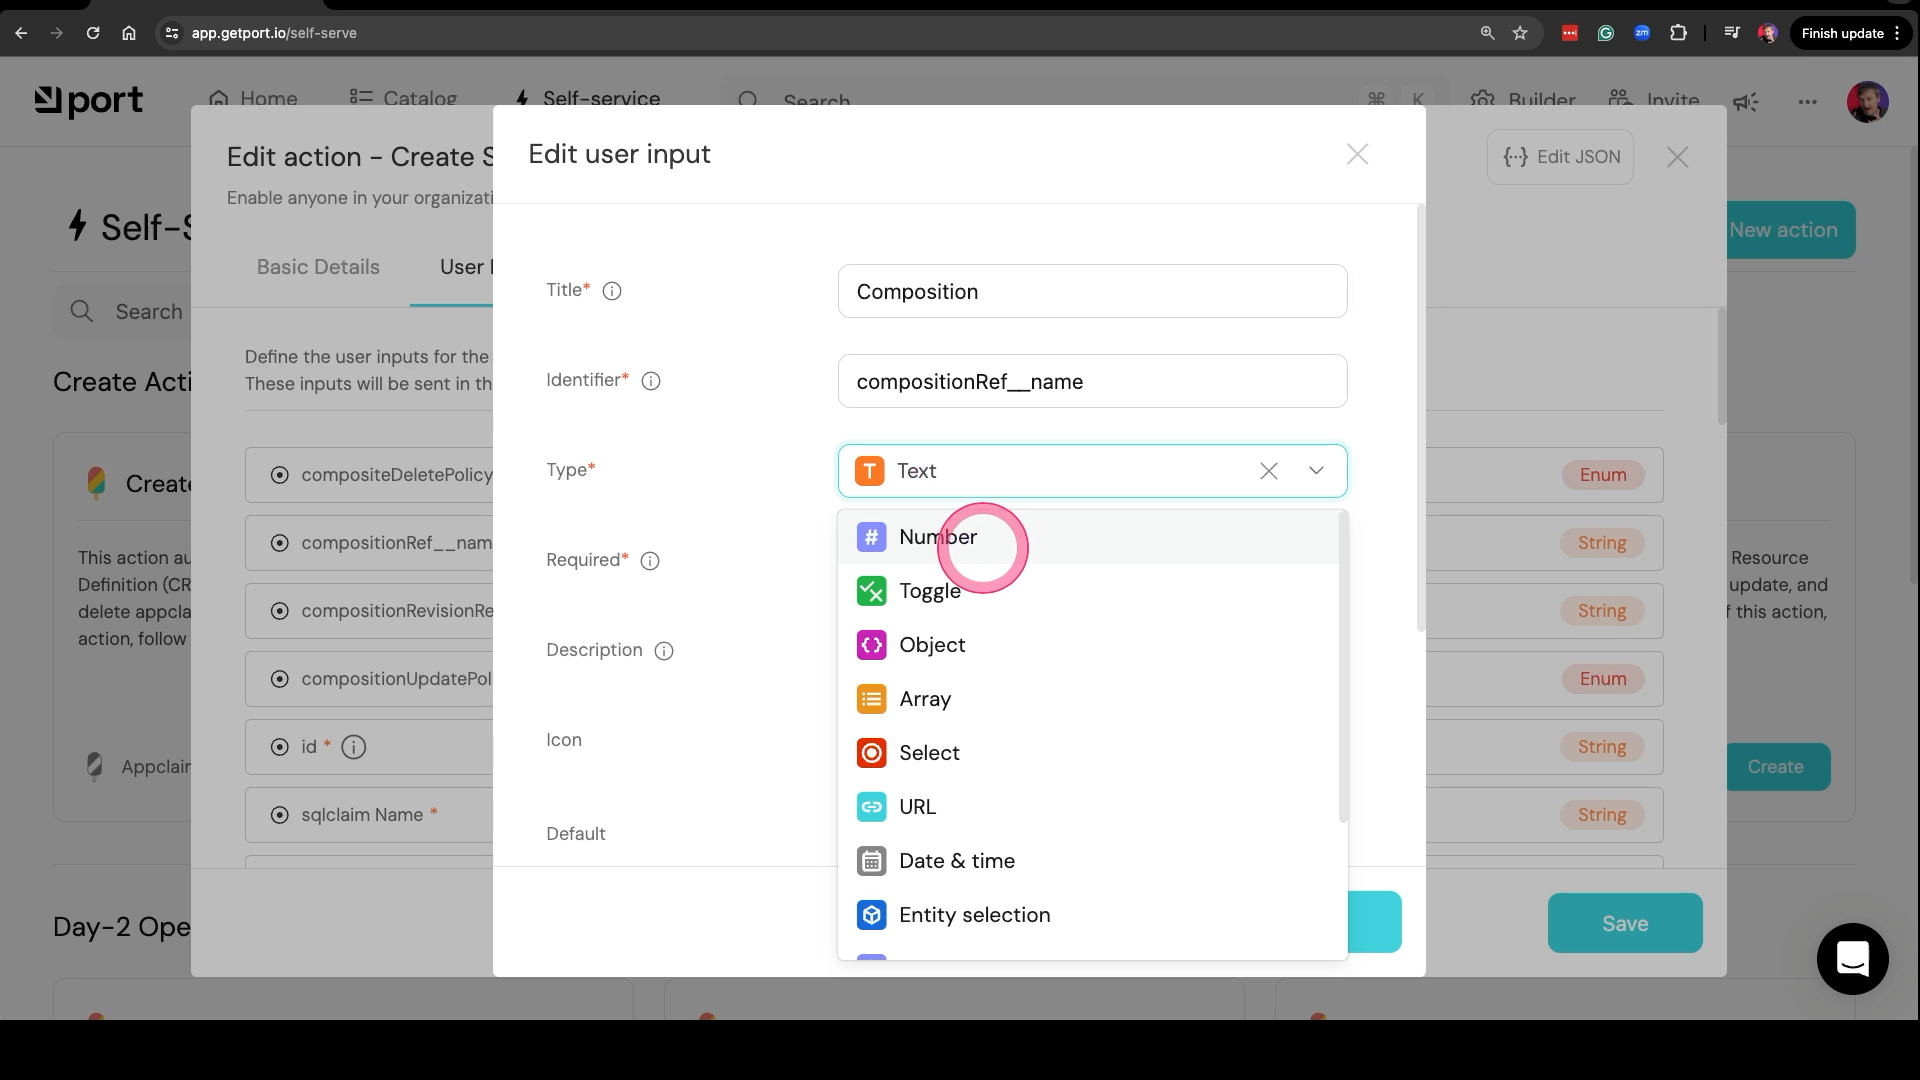 app.getport.io/self-serve
Finish update
port
Home
Catalog
Self-service
Search
⌘ K
Builder
Invite
Edit action - Create S
Enable anyone in your organizati
Edit JSON
Edit user input
Self-S
New action
Basic Details
User I
Search
Title*
Composition
Define the user inputs for the
These inputs will be sent in th
Create Acti
Identifier*
compositionRef__name
Type*
T Text
Create
compositeDeletePolicy
Enum
# Number
compositionRef__nam
String
Required*
This action au
Definition (CR
delete appcla
action, follow
Resource
update, and
f this action,
Toggle
compositionRevisionRe
String
Description
Object
compositionUpdatePol
Enum
Array
Icon
id *
String
Select
Appclain
Create
URL
sqlclaim Name *
String
Default
Date & time
Entity selection
Day-2 Ope
Save